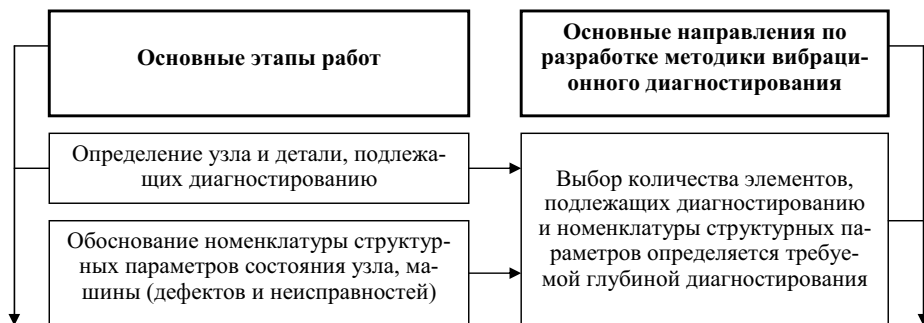 Основные этапы работ
Основные направления по
разработке методики вибраци-
онного диагностирования
Определение узла и детали, подлежа-
щих диагностированию
Обоснование номенклатуры структур-
ных параметров состояния узла, ма-
шины (дефектов и неисправностей)
Выбор количества элементов,
подлежащих диагностированию
и номенклатуры структурных па-
раметров определяется требуе-
мой глубиной диагностирования